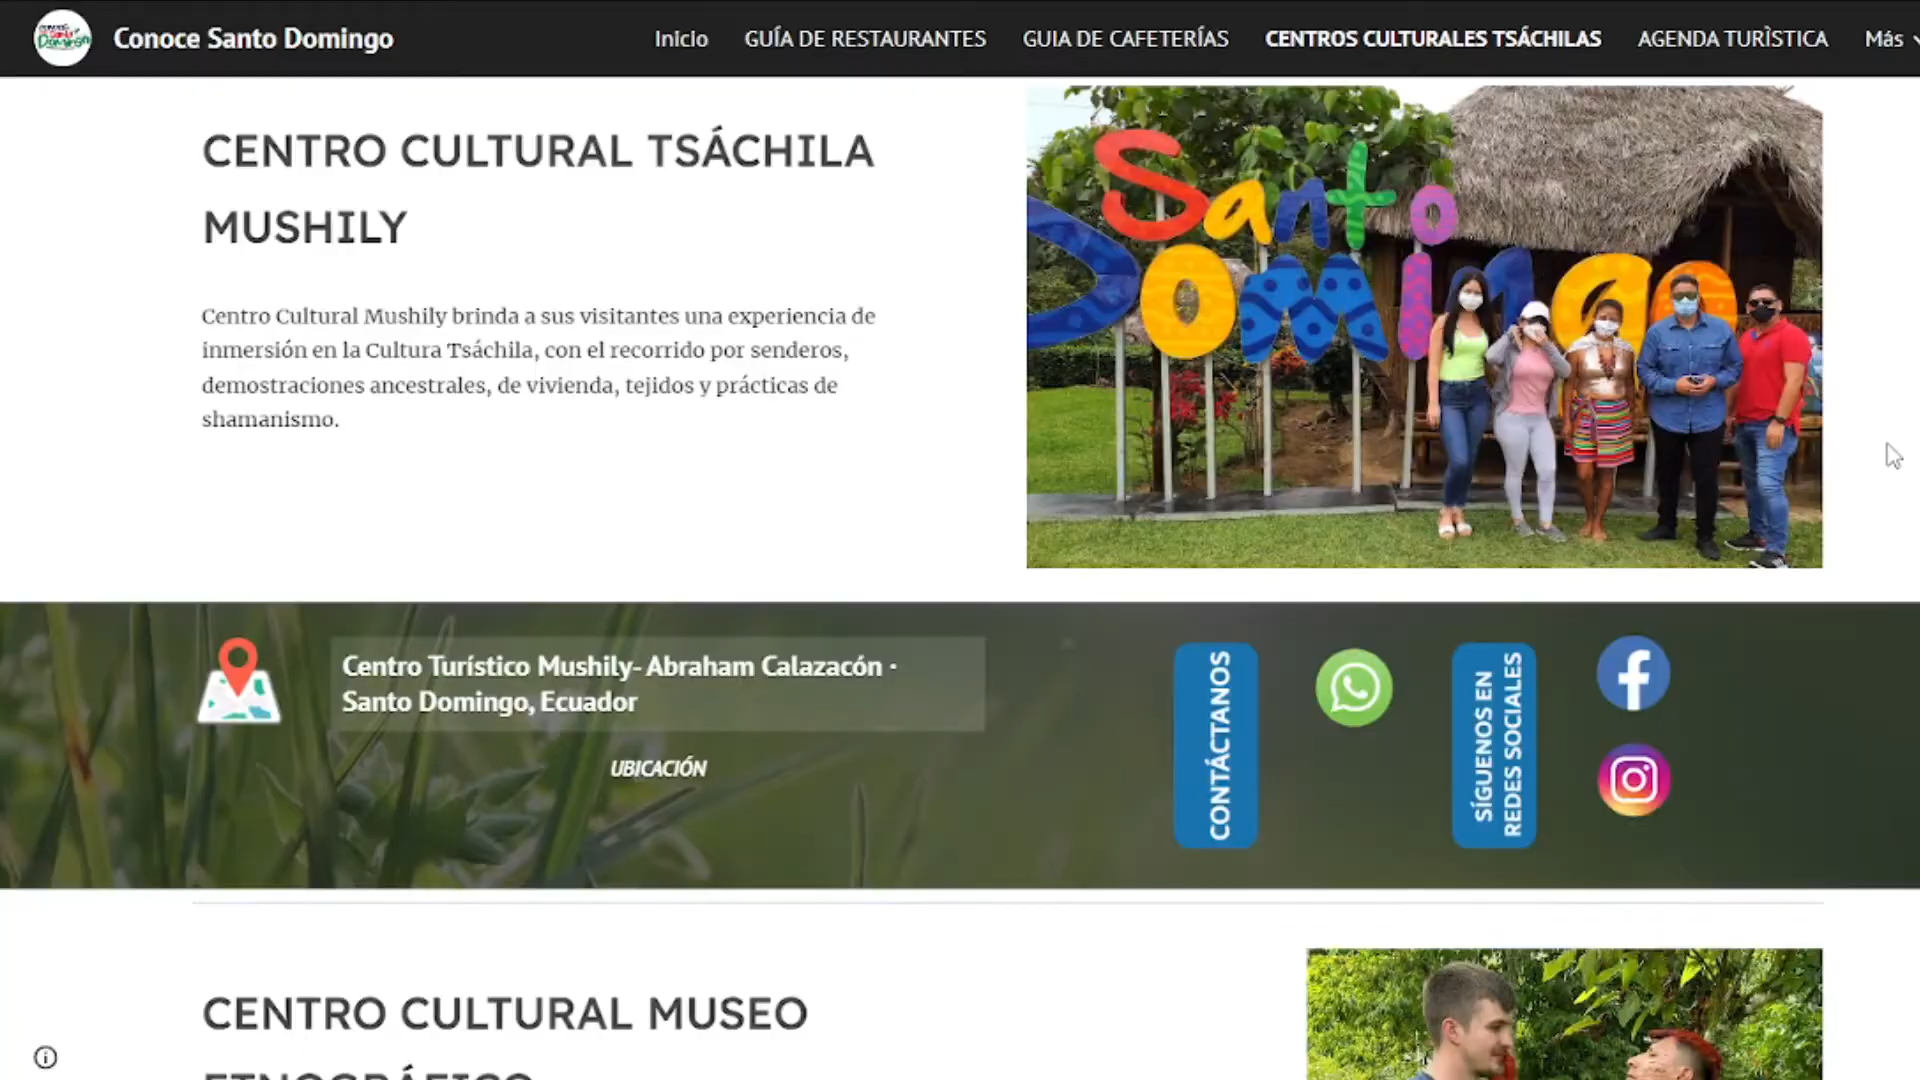 Conoce Santo Domingo
Inicio
GUÍA DE RESTAURANTES
GUIA DE CAFETERÍAS
CENTROS CULTURALES TSÁCHILAS
AGENDA TURÌSTICA
Más
CENTRO CULTURAL TSÁCHILA
MUSHILY
Centro Cultural Mushily brinda a sus visitantes una experiencia de
inmersión en la Cultura Tsáchila, con el recorrido por senderos,
demostraciones ancestrales, de vivienda, tejidos y prácticas de
shamanismo.
Santo
Domingo
Centro Turístico Mushily- Abraham Calazacón ·
Santo Domingo, Ecuador
UBICACIÓN
CONTÁCTANOS
SÍGUENOS EN
REDES SOCIALES
CENTRO CULTURAL MUSEO
ETNOGRÁFICO